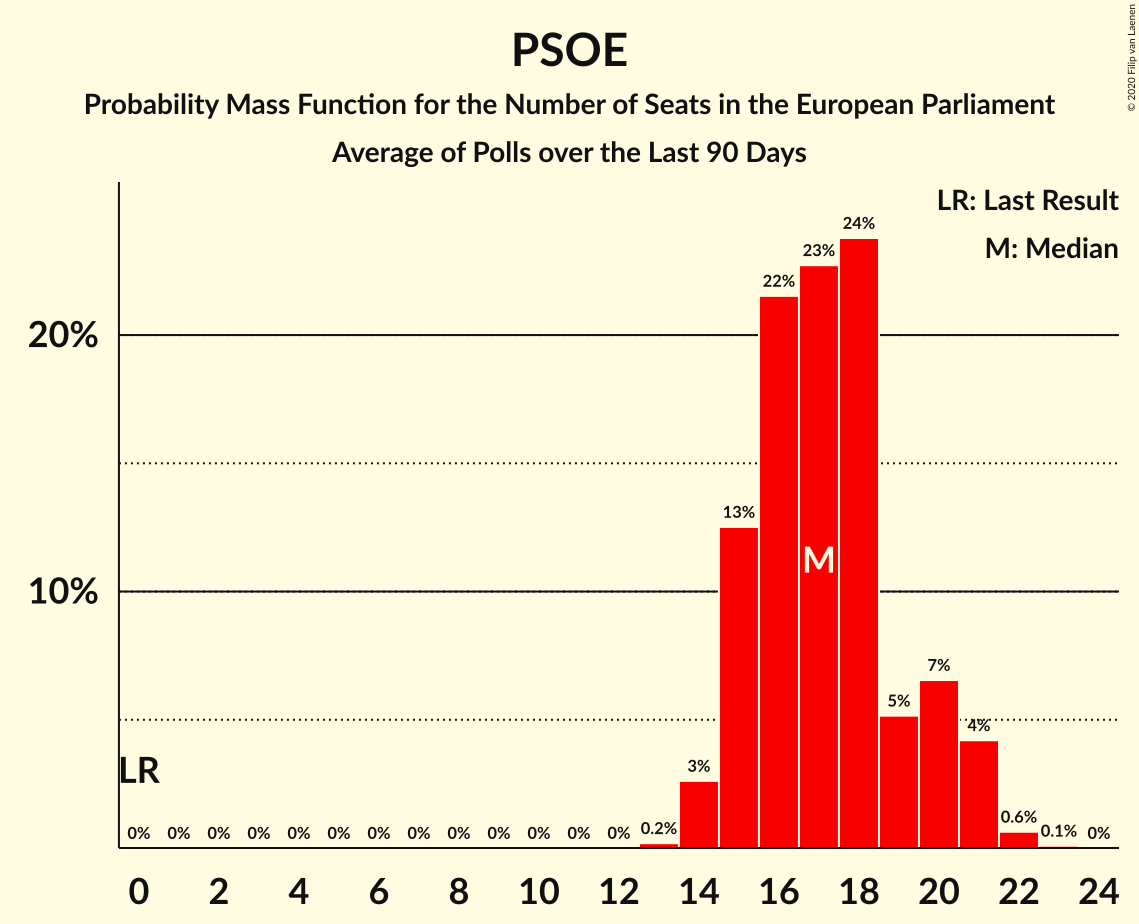 PSOE
Probability Mass Function for the Number of Seats in the European Parliament
Average of Polls over the Last 90 Days
© 2020 Filip van Laenen
LR: Last Result
M: Median
24%
23%
22%
20%
13%
M
10%
7%
5%
4%
3%
LR
0% 0% 0% 0% 0% 0% 0% 0% 0% 0% 0% 0% 0% 0.2% 0.6% 0.1% 0%
0 2 4 6 8 10 12 14 16 18 20 22 24